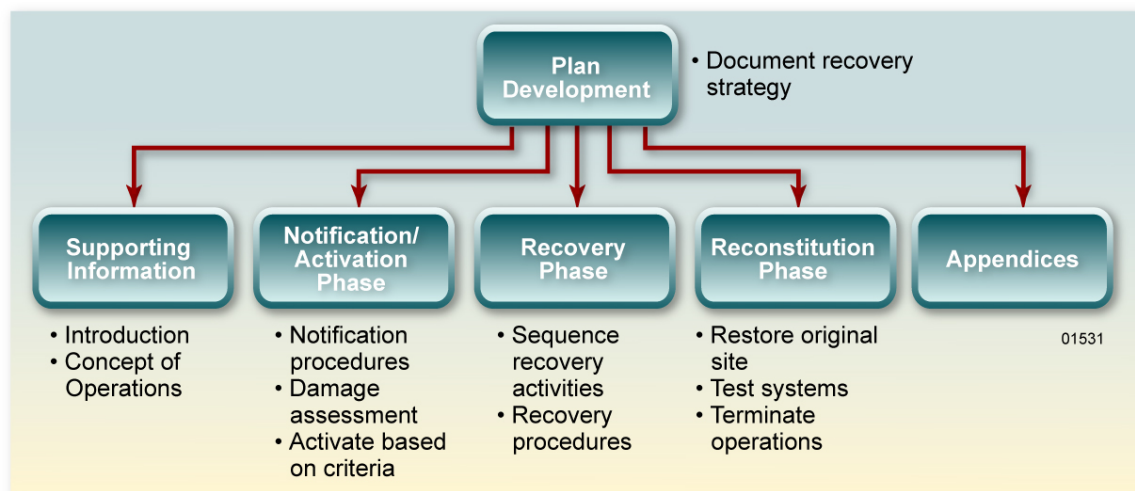 Plan
Development
• Document recovery
strategy
Supporting
Information
• Introduction
• Concept of
Operations
Notification/
Activation
Phase
• Notification
procedures
• Damage
assessment
• Activate based
on criteria
Recovery
Phase
• Sequence
recovery
activities
• Recovery
procedures
Reconstitution
Phase
• Restore original
site
• Test systems
• Terminate
operations
Appendices
01531